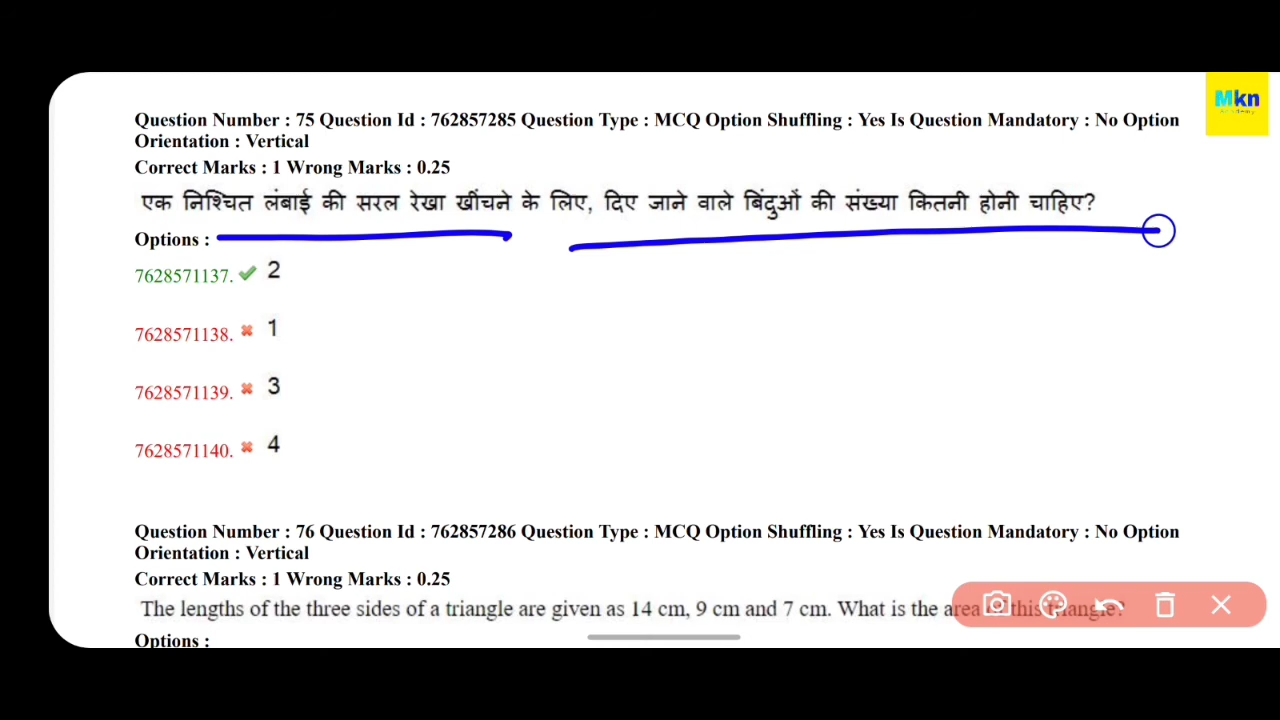 Mkn
Question Number : 75 Question Id : 762857285 Question Type : MCQ Option Shuffling : Yes Is Question Mandatory : No Option
Orientation : Vertical
Correct Marks : 1 Wrong Marks : 0.25
एक निश्चित लंबाई की सरल रेखा खींचने के लिए, दिए जाने वाले बिंदुओं की संख्या कितनी होनी चाहिए?
Options :
7628571137. 2
7628571138. 1
7628571139. 3
7628571140. 4
Question Number : 76 Question Id : 762857286 Question Type : MCQ Option Shuffling : Yes Is Question Mandatory : No Option
Orientation : Vertical
Correct Marks : 1 Wrong Marks : 0.25
The lengths of the three sides of a triangle are given as 14 cm, 9 cm and 7 cm. What is the area of this triangle?
Options :